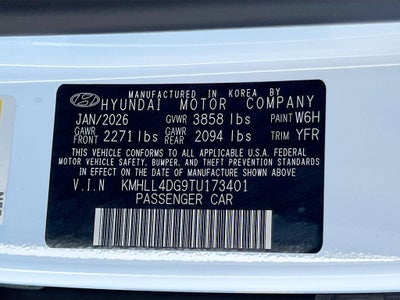 MANUFACTURED IN KOREA BY
HYUNDAI MOTOR COMPANY
JAN/2026 GVWR 3858 lbs PAINT W6H
GAWR FRONT 2271 lbs GAWR REAR 2094 lbs TRIM YFR
THIS VEHICLE CONFORMS TO ALL APPLICABLE U.S.A. FEDERAL
MOTOR VEHICLE SAFETY, BUMPER, AND THEFT PREVENTION STANDARDS
IN EFFECT ON THE DATE OF MANUFACTURE SHOWN ABOVE.
V.I.N KMHLL4DG9TU173401
PASSENGER CAR